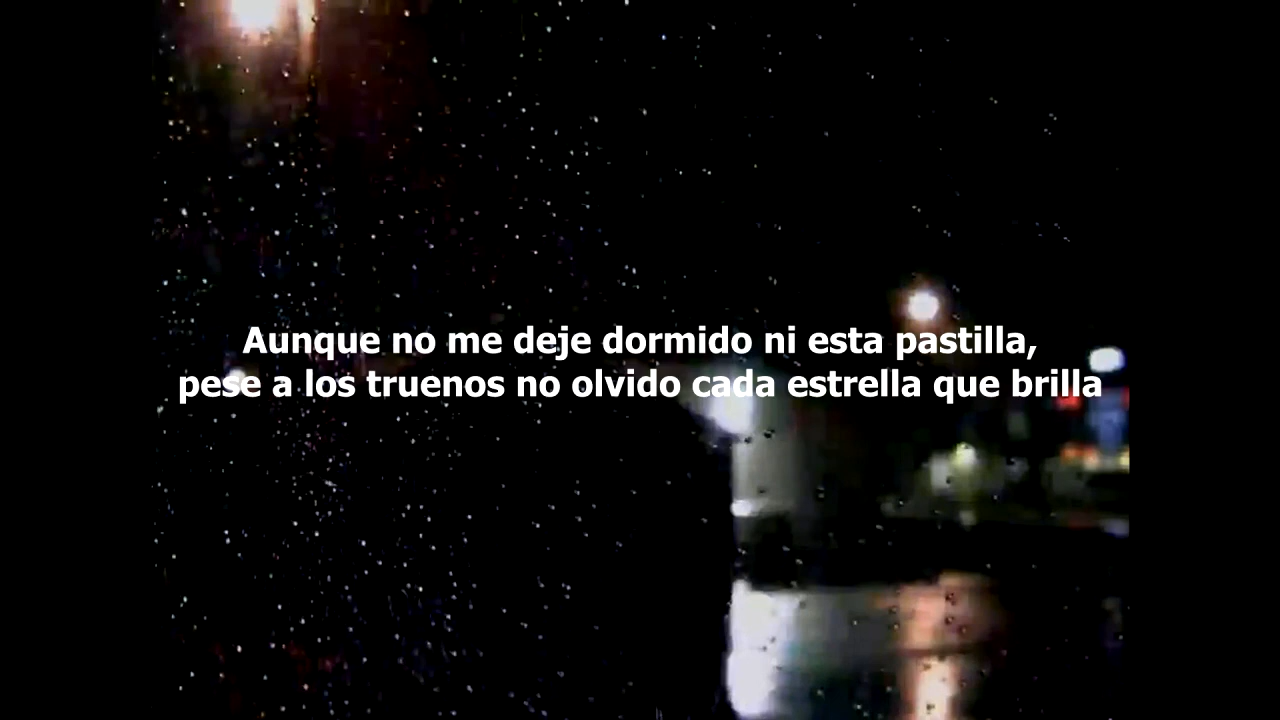 Aunque no me deje dormido ni esta pastilla,
pese a los truenos no olvido cada estrella que brilla